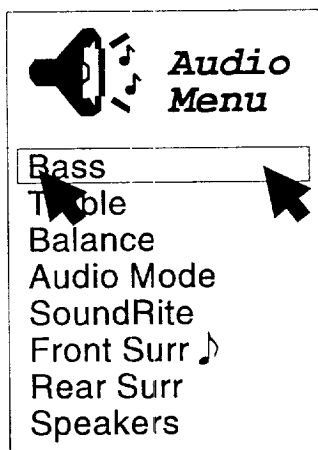 Audio
Menu
Bass
Treble
Balance
Audio Mode
SoundRite
Front Surr
Rear Surr
Speakers